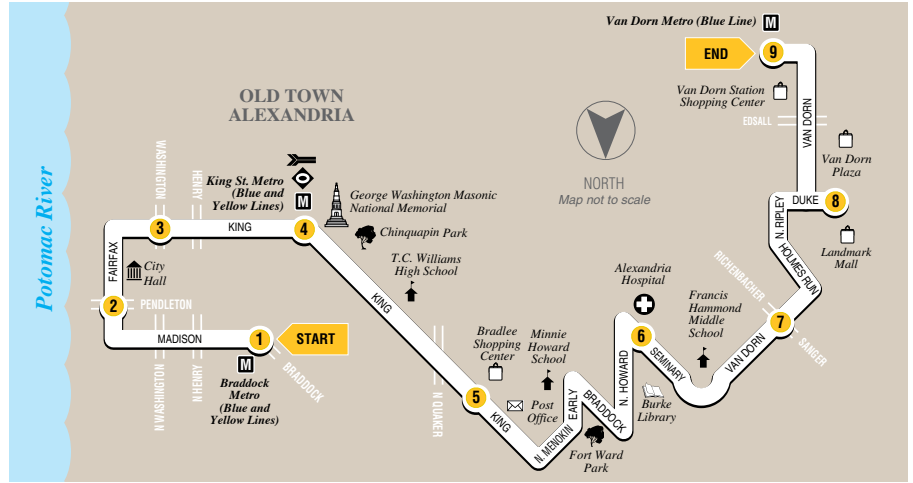 Van Dorn Metro (Blue Line)
M
END
9
Van Dorn Station
Shopping Center
EDSALL
VAN DORN
Van Dorn
Plaza
OLD TOWN
ALEXANDRIA
NORTH
Map not to scale
Potomac River
WASHINGTON
HENRY
King St. Metro
(Blue and
Yellow Lines)
M
George Washington Masonic
National Memorial
Chinquapin Park
T.C. Williams
High School
3
KING
4
FAIRFAX
City
Hall
2
PENDLETON
MADISON
1
START
BRADDOCK
N WASHINGTON
N HENRY
M
Braddock
Metro
(Blue and
Yellow Lines)
KING
N QUAKER
Bradlee
Shopping
Center
Minnie
Howard
School
5
KING
Post
Office
N. MENOKIN
EARLY
BRADDOCK
Fort Ward
Park
N. HOWARD
Alexandria
Hospital
6
SEMINARY
Burke
Library
Francis
Hammond
Middle
School
VAN DORN
7
RICHENBACHER
SANGER
HOLMES RUN
N. RIPLEY
DUKE
8
Landmark
Mall